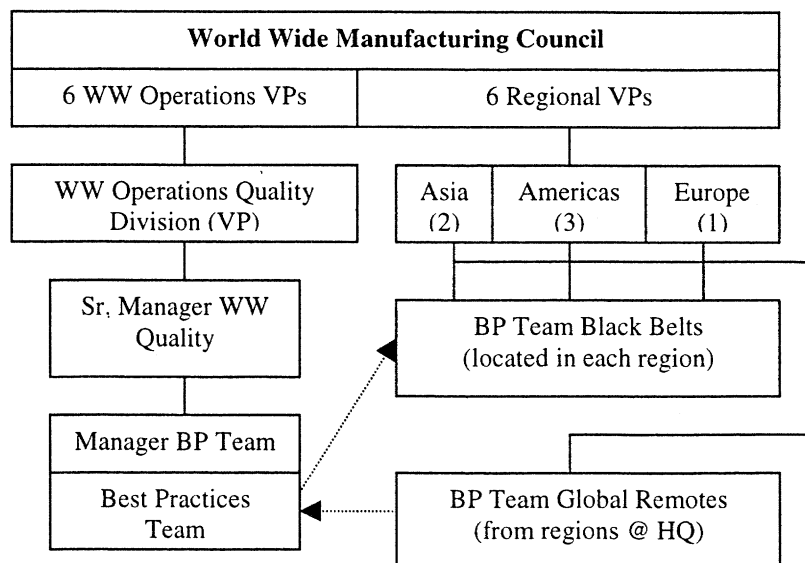 World Wide Manufacturing Council
6 WW Operations VPs
6 Regional VPs
WW Operations Quality
Division (VP)
Asia
(2)
Americas
(3)
Europe
(1)
Sr. Manager WW
Quality
BP Team Black Belts
(located in each region)
Manager BP Team
Best Practices
Team
BP Team Global Remotes
(from regions @ HQ)